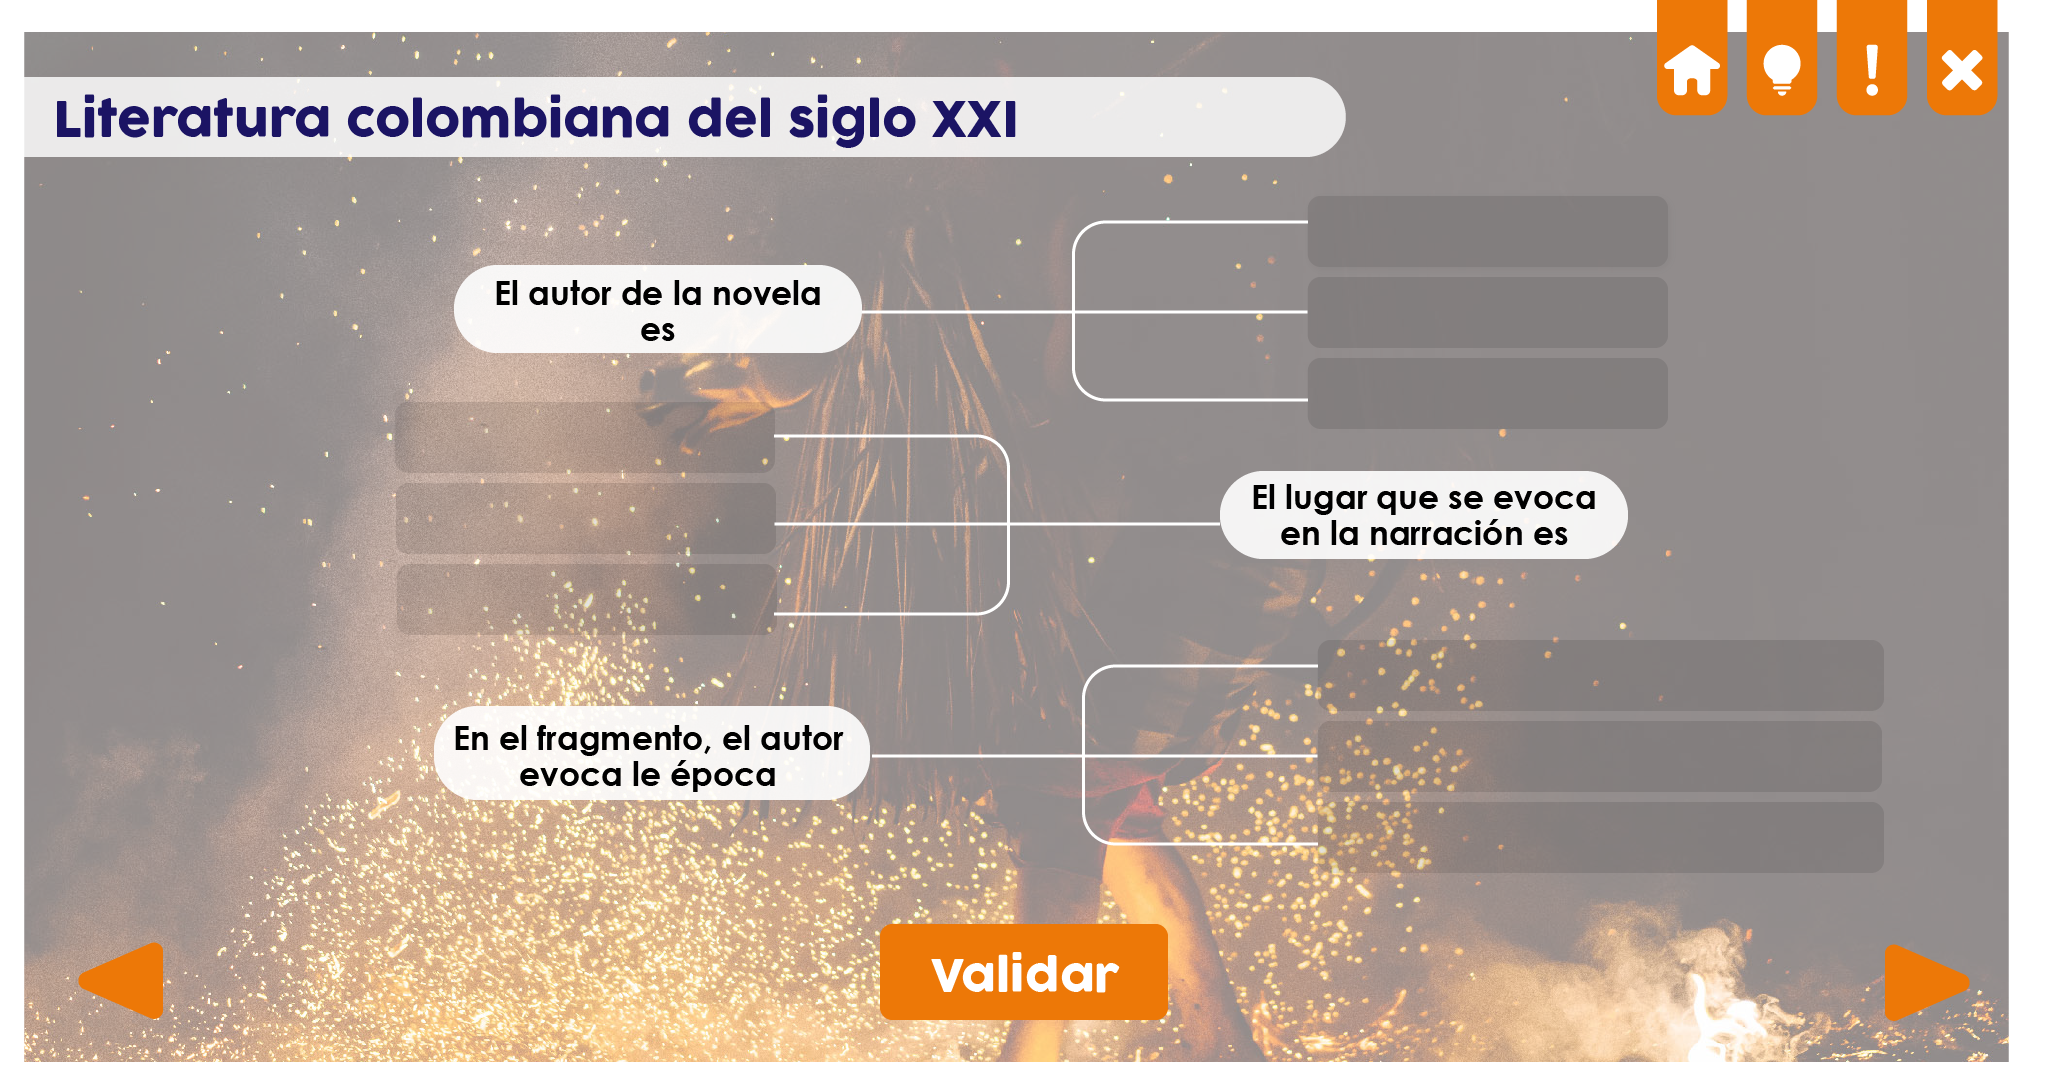 Literatura colombiana del siglo XXI
El autor de la novela
es
El lugar que se evoca
en la narración es
En el fragmento, el autor
evoca le época
Validar